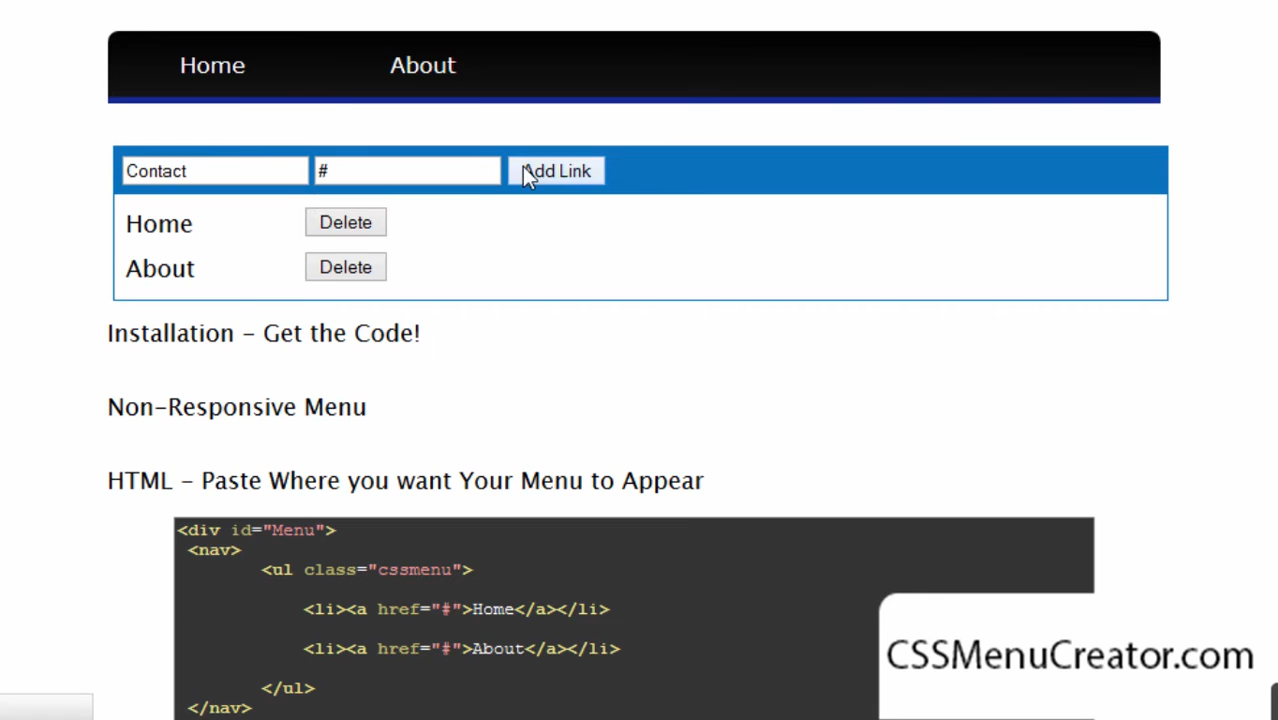 Home About
Contact # Add Link
Home Delete
About Delete
Installation - Get the Code!
Non-Responsive Menu
HTML - Paste Where you want Your Menu to Appear
<div id="Menu">
<nav>
<ul class="cssmenu">
<li><a href="#">Home</a></li>
<li><a href="#">About</a></li>
</ul>
</nav>
CSSMenuCreator.com